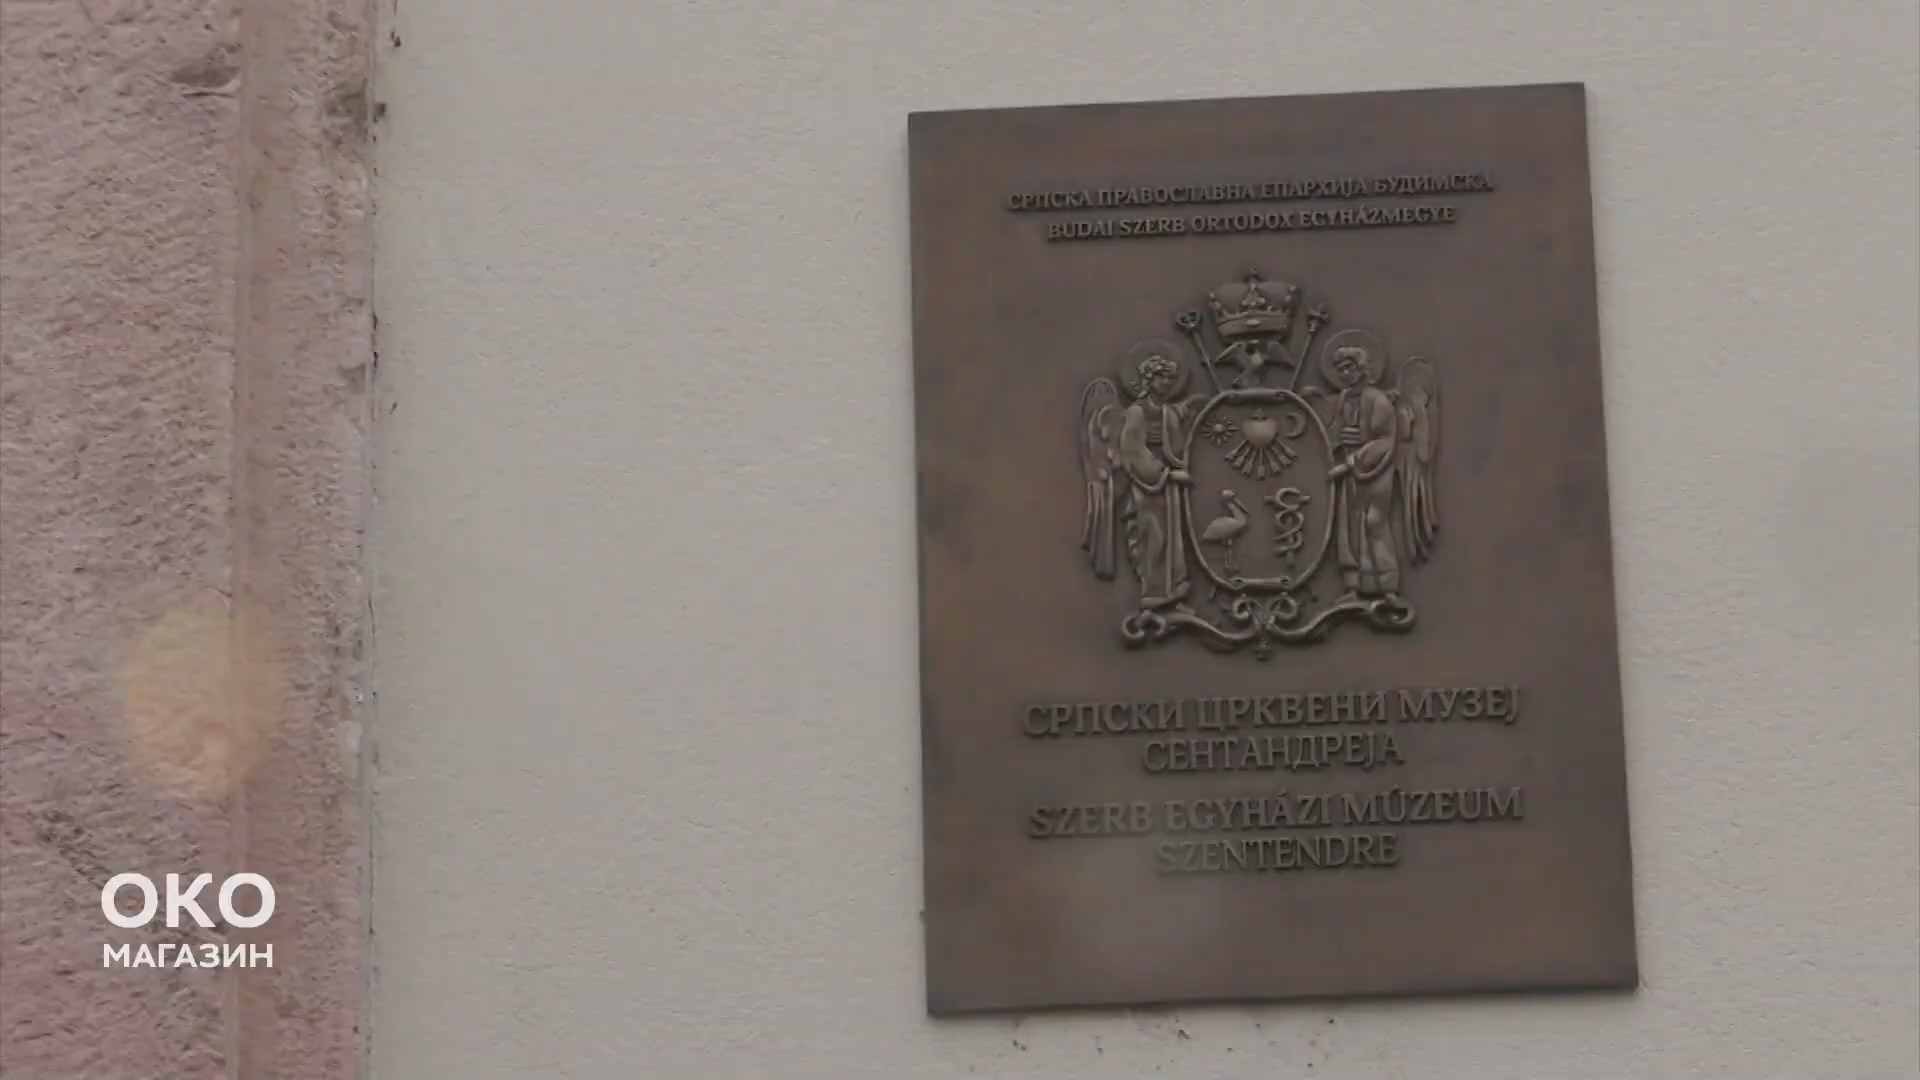 СРПСКА ПРАВОСЛАВНА ЕПАРХИЈА БУДИМСКА
BUDAI SZERB ORTODOX EGYHÁZMEGYE
СРПСКИ ЦРКВЕНИ МУЗЕЈ
СЕНТАНДРЕЈА
SZERB EGYHÁZI MÚZEUM
SZENTENDRE
ОКО
МАГАЗИН